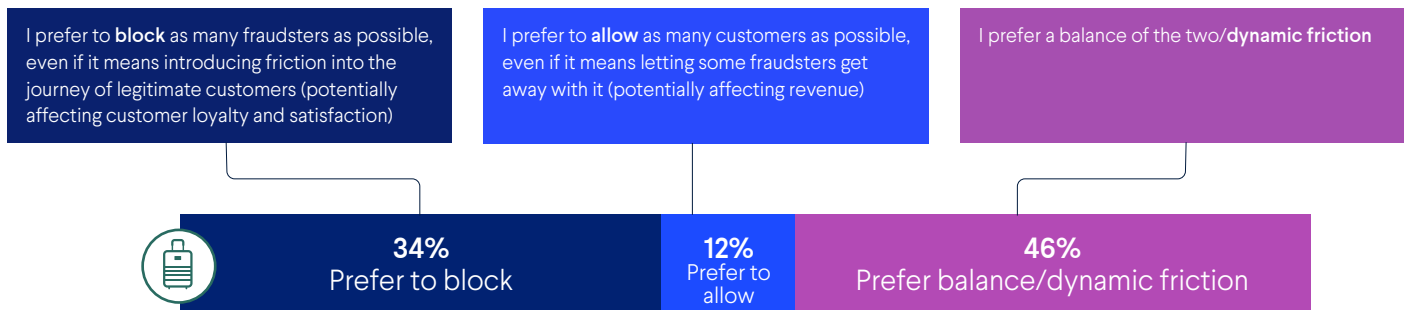 I prefer to block as many fraudsters as possible,
even if it means introducing friction into the
journey of legitimate customers (potentially
affecting customer loyalty and satisfaction)
I prefer to allow as many customers as possible,
even if it means letting some fraudsters get
away with it (potentially affecting revenue)
I prefer a balance of the two/dynamic friction
34%
Prefer to block
12%
Prefer to
allow
46%
Prefer balance/dynamic friction